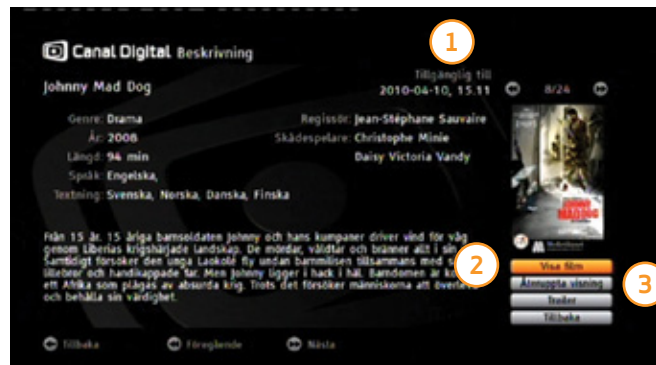 Canal Digital Beskrivning
1
Tillgänglig till
Johnny Mad Dog
2010-04-10, 15.11
8/24
Genre: Drama
Regissör: Jean-Stéphane Sauvaire
År: 2008
Skådespelare: Christophe Minie
Längd: 94 min
Daisy Victoria Vandy
Språk: Engelska,
Textning: Svenska, Norska, Danska, Finska
JOHNNY
MAD DOG
Från 15 år. 15 åriga barnsoldaten Johnny och hans kumpaner driver vind för våg
genom Liberias krigshärjade landskap. De mördar, våldtar och bränner allt i sin
Samtidigt försöker den unga Laokolé fly undan barnmilisen tillsammans med
lillebror och handikappade far. Men Johnny ligger i hack i häl. Barndomen är
ett Afrika som plågas av absurda krig. Trots det försöker människorna att överleva
och behålla sin värdighet.
2
Visa film
Återuppta visning
3
Trailer
Tillbaka
Tillbaka
Föregående
Nästa